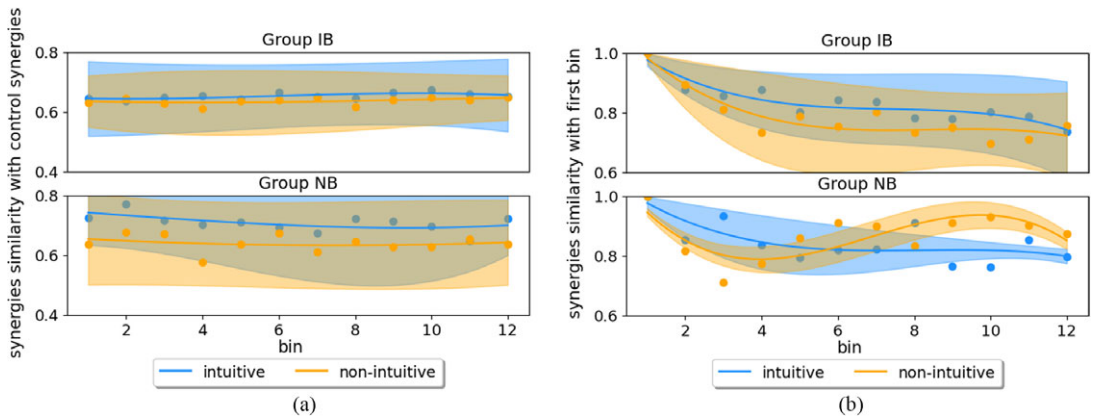 Group IB
synergies similarity with control synergies
0.8
0.6
0.4
Group NB
0.8
0.6
0.4
2 4 6 8 10 12
bin
intuitive non-intuitive
(a)
Group IB
synergies similarity with first bin
1.0
0.8
0.6
Group NB
1.0
0.8
0.6
2 4 6 8 10 12
bin
intuitive non-intuitive
(b)